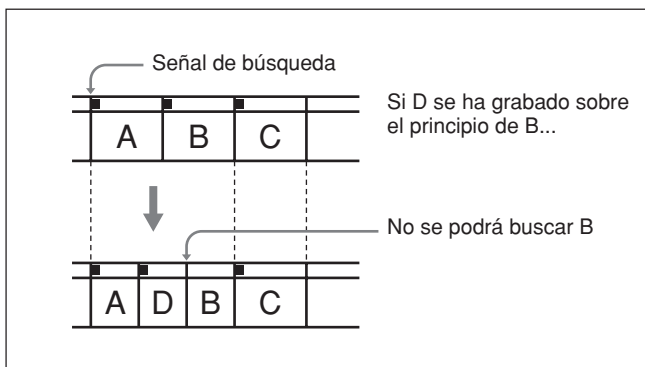 Señal de búsqueda
Si D se ha grabado sobre
el principio de B...
A B C
No se podrá buscar B
A D B C